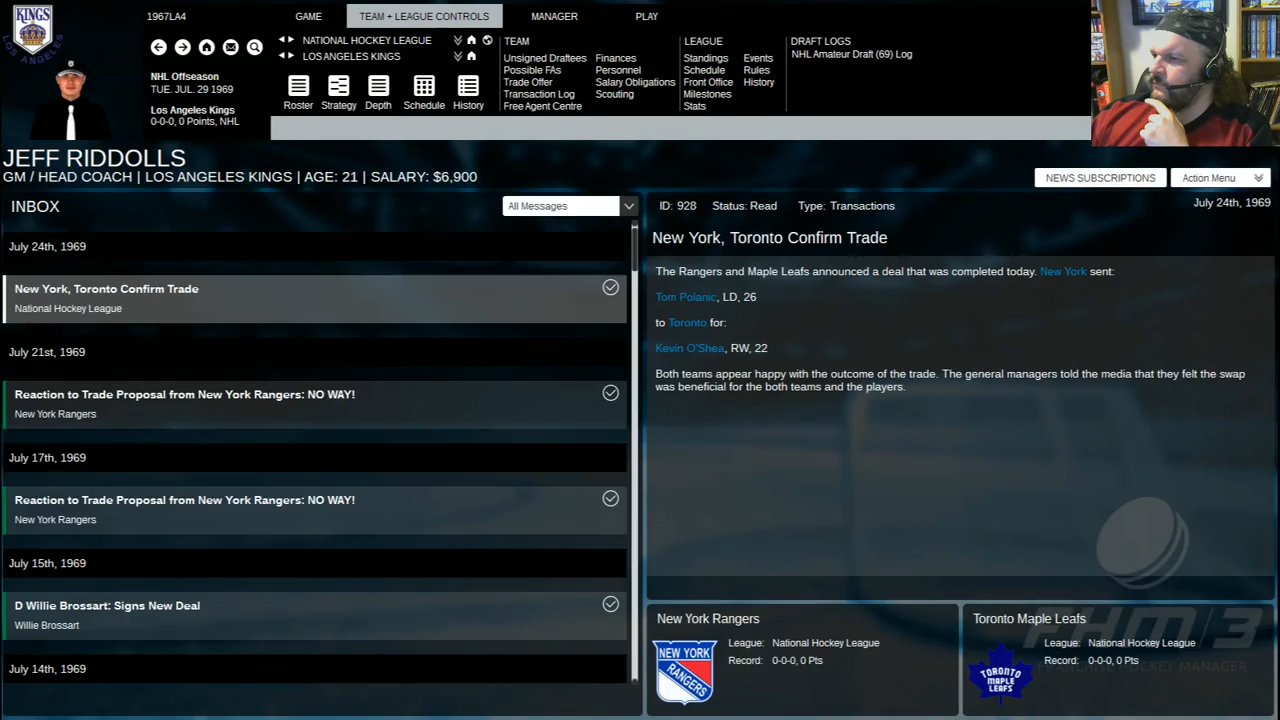 KINGS
LOS ANGELES
1967LA4
GAME
TEAM + LEAGUE CONTROLS
MANAGER
PLAY
NHL Offseason
TUE. JUL. 29 1969
Los Angeles Kings
0-0-0, 0 Points, NHL
NATIONAL HOCKEY LEAGUE
LOS ANGELES KINGS
Roster
Strategy
Depth
Schedule
History
TEAM
Unsigned Draftees
Possible FAs
Trade Offer
Transaction Log
Free Agent Centre
Finances
Personnel
Salary Obligations
Scouting
LEAGUE
Standings
Schedule
Front Office
Milestones
Stats
Events
Rules
History
DRAFT LOGS
NHL Amateur Draft (69) Log
JEFF RIDDOLLS
GM / HEAD COACH | LOS ANGELES KINGS | AGE: 21 | SALARY: $6,900
NEWS SUBSCRIPTIONS
Action Menu
INBOX
All Messages
July 24th, 1969
New York, Toronto Confirm Trade
National Hockey League
July 21st, 1969
Reaction to Trade Proposal from New York Rangers: NO WAY!
New York Rangers
July 17th, 1969
Reaction to Trade Proposal from New York Rangers: NO WAY!
New York Rangers
July 15th, 1969
D Willie Brossart: Signs New Deal
Willie Brossart
July 14th, 1969
ID: 928 Status: Read Type: Transactions
July 24th, 1969
New York, Toronto Confirm Trade
The Rangers and Maple Leafs announced a deal that was completed today. New York sent:
Tom Polanic, LD, 26
to Toronto for:
Kevin O'Shea, RW, 22
Both teams appear happy with the outcome of the trade. The general managers told the media that they felt the swap
was beneficial for the both teams and the players.
New York Rangers
NEW YORK
RANGERS
League: National Hockey League
Record: 0-0-0, 0 Pts
Toronto Maple Leafs
TORONTO
MAPLE
LEAFS
League: National Hockey League
Record: 0-0-0, 0 Pts
FHM/3
FRANCHISE HOCKEY MANAGER